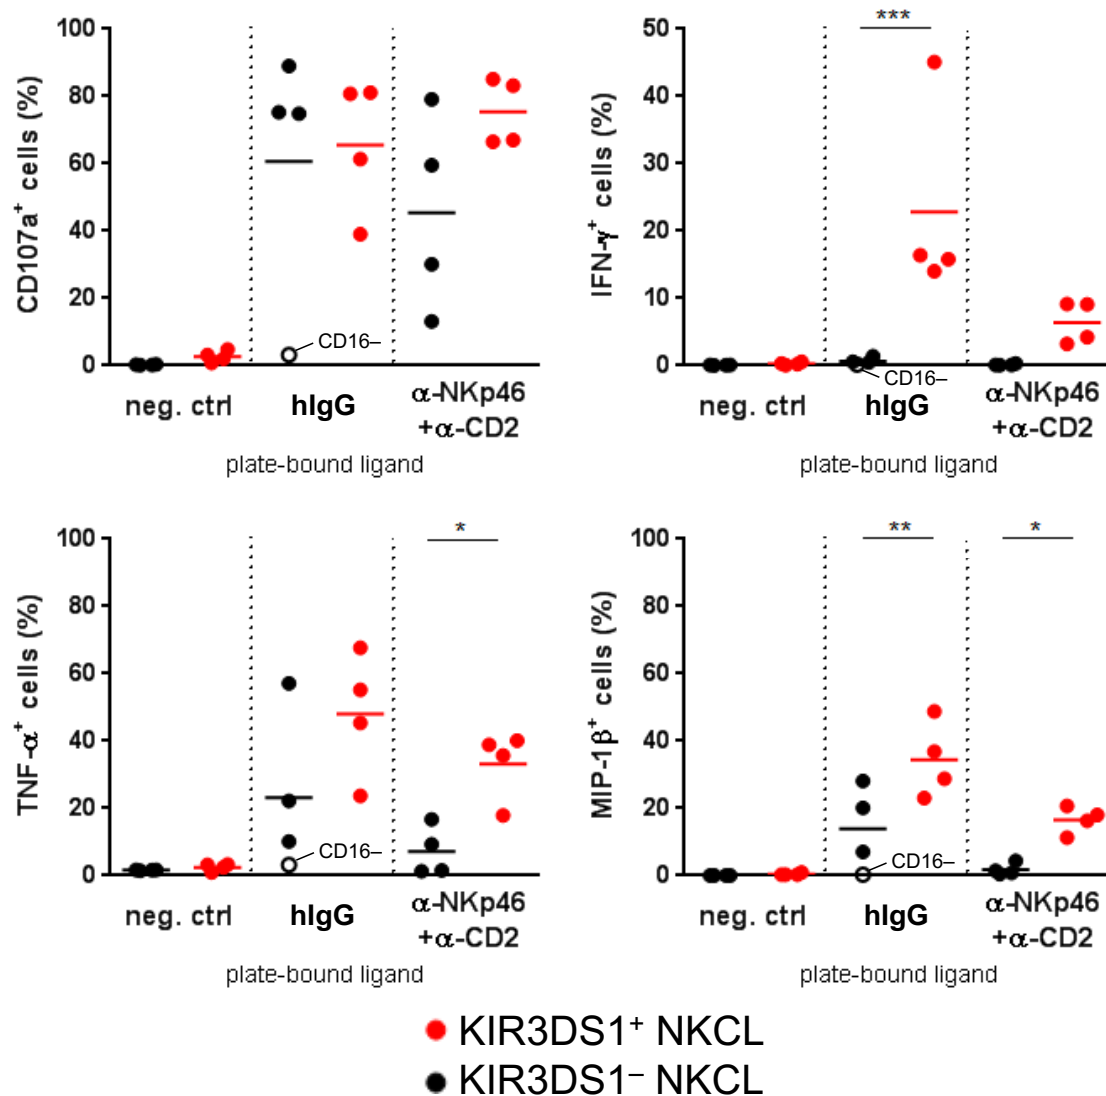 CD107a⁺ cells (%)
100
80
60
40
20
0
CD16–
neg. ctrl
hIgG
α-NKp46
+α-CD2
plate-bound ligand
IFN-γ⁺ cells (%)
50
40
30
20
10
0
***
CD16–
neg. ctrl
hIgG
α-NKp46
+α-CD2
plate-bound ligand
TNF-α⁺ cells (%)
100
80
60
40
20
0
*
CD16–
neg. ctrl
hIgG
α-NKp46
+α-CD2
plate-bound ligand
MIP-1β⁺ cells (%)
100
80
60
40
20
0
**
*
CD16–
neg. ctrl
hIgG
α-NKp46
+α-CD2
plate-bound ligand
KIR3DS1⁺ NKCL
KIR3DS1⁻ NKCL